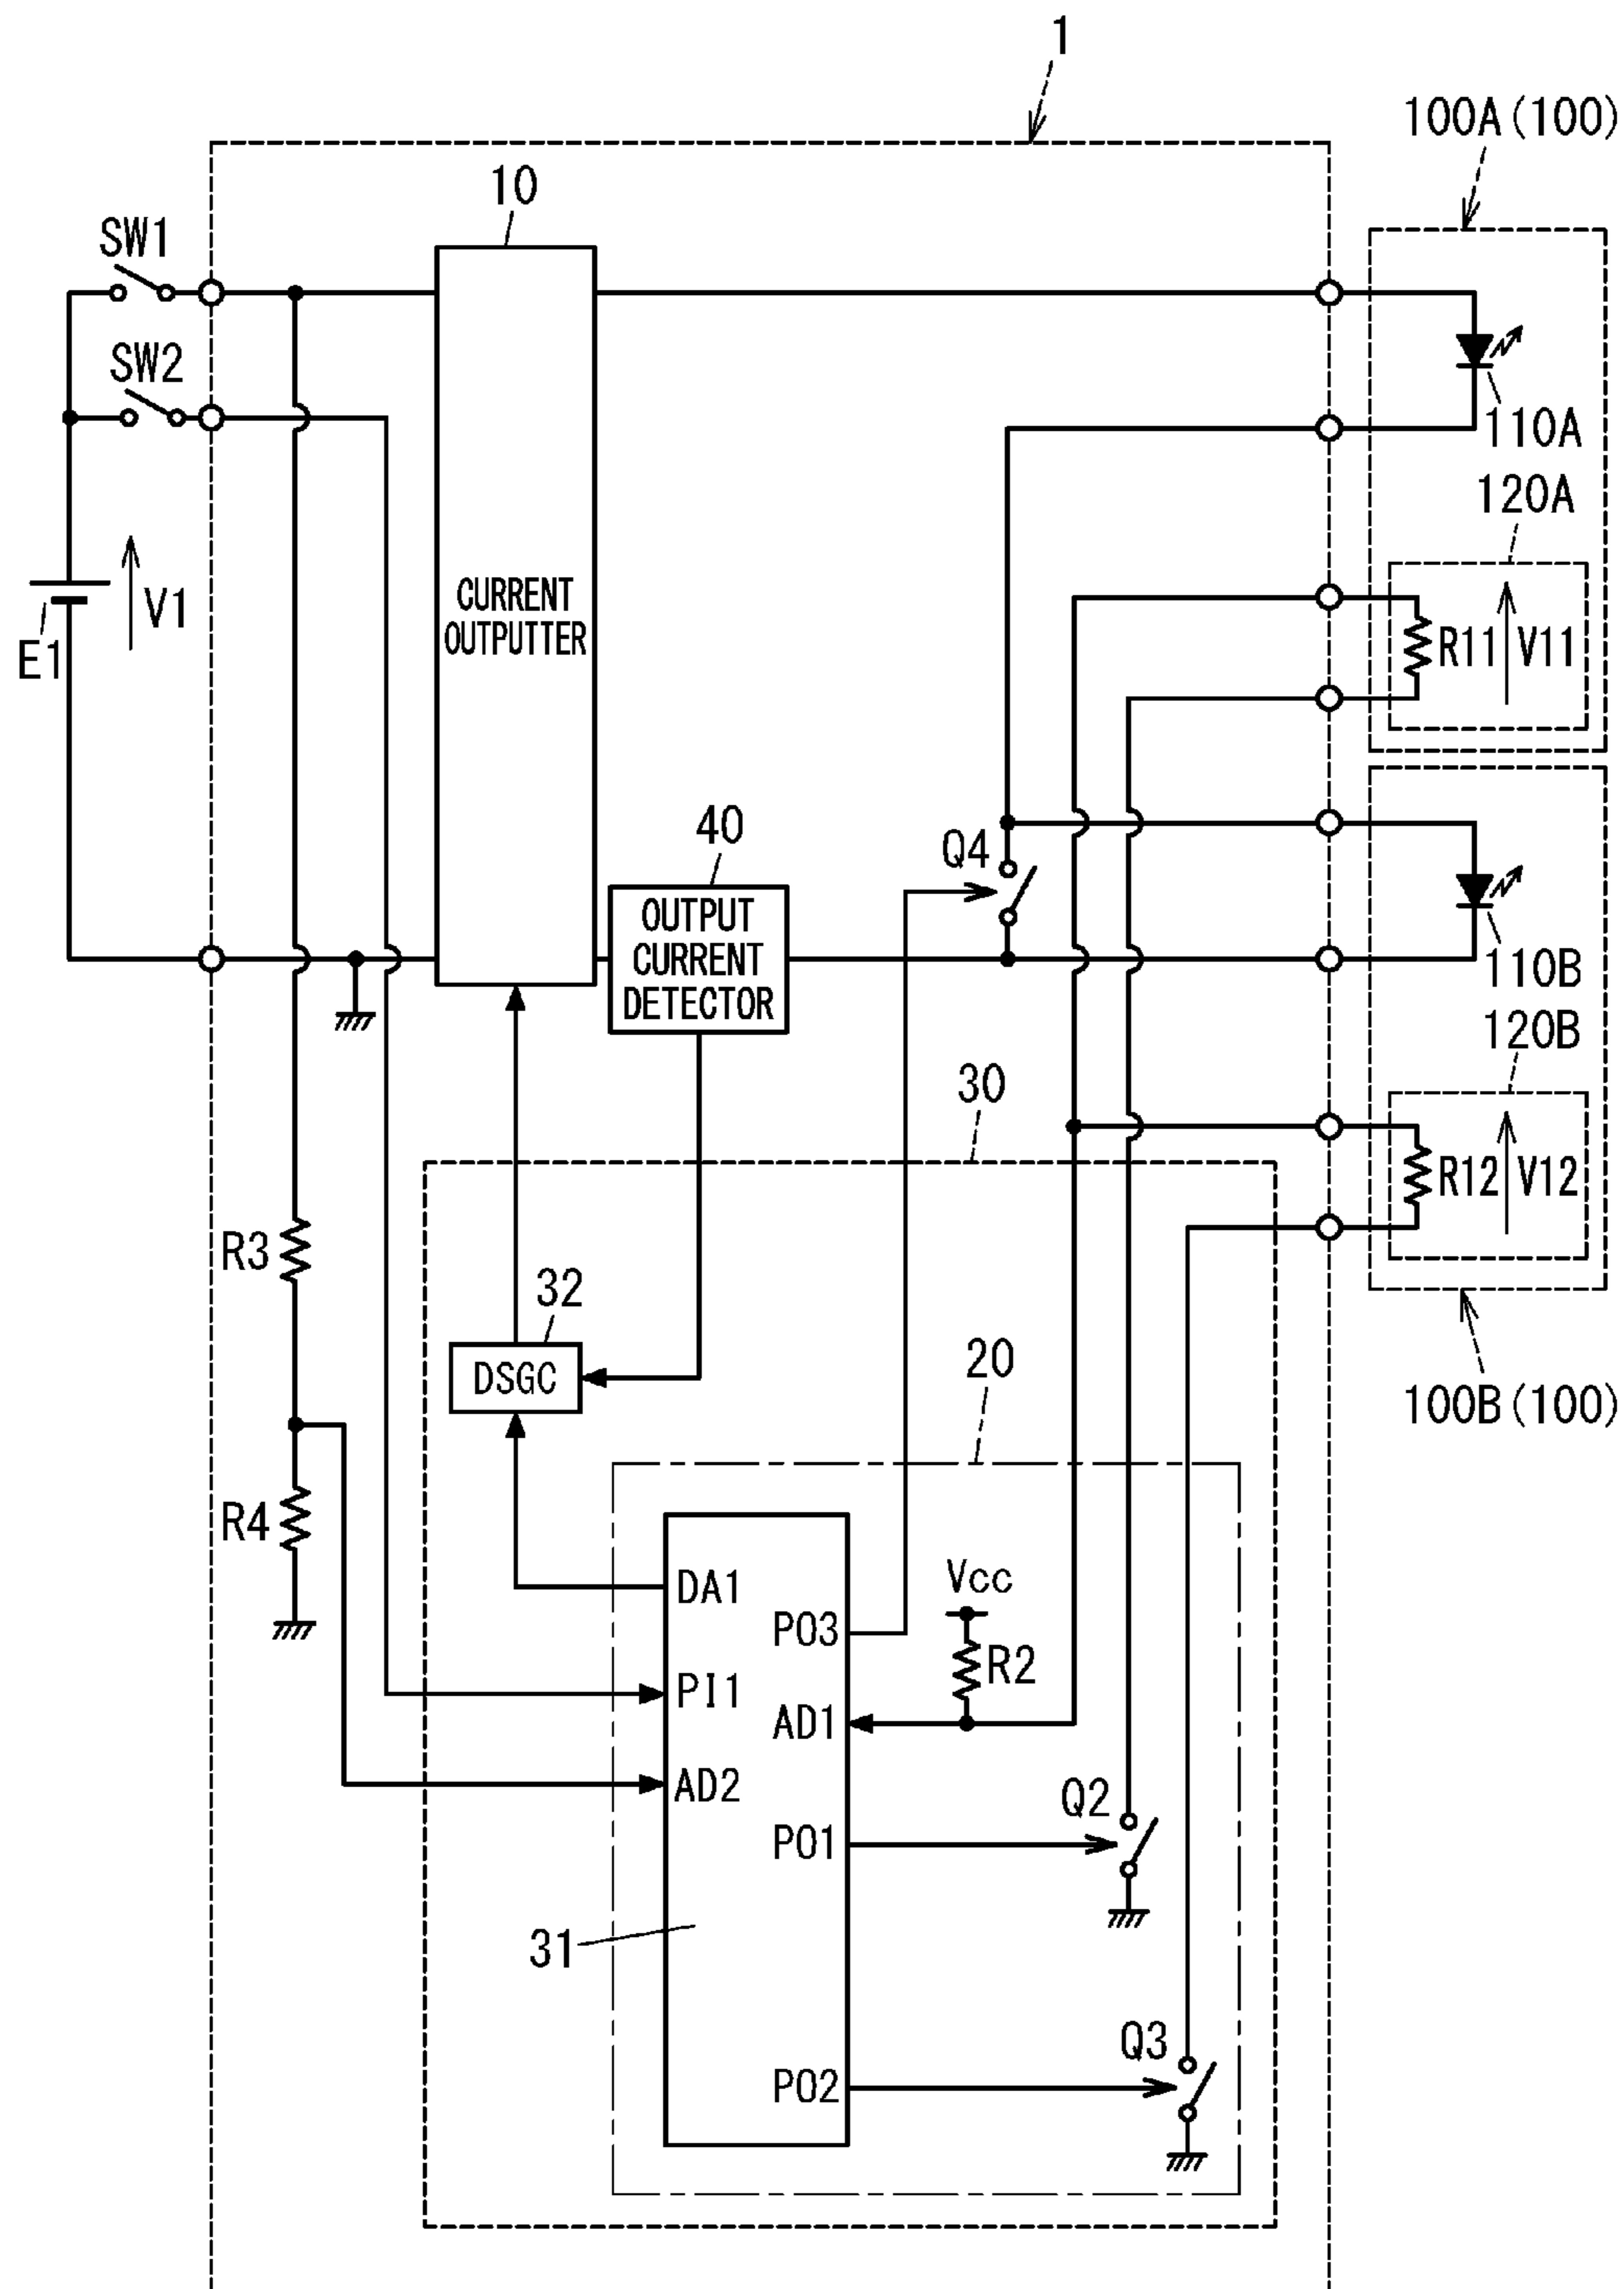 1
100A(100)
10
SW1
SW2
110A
120A
CURRENT
OUTPUTTER
E1
V1
R11
V11
40
Q4
OUTPUT
CURRENT
DETECTOR
110B
120B
30
R12
V12
R3
32
DSGC
20
100B(100)
R4
Vcc
DA1
PO3
R2
PI1
AD1
AD2
Q2
PO1
31
Q3
PO2